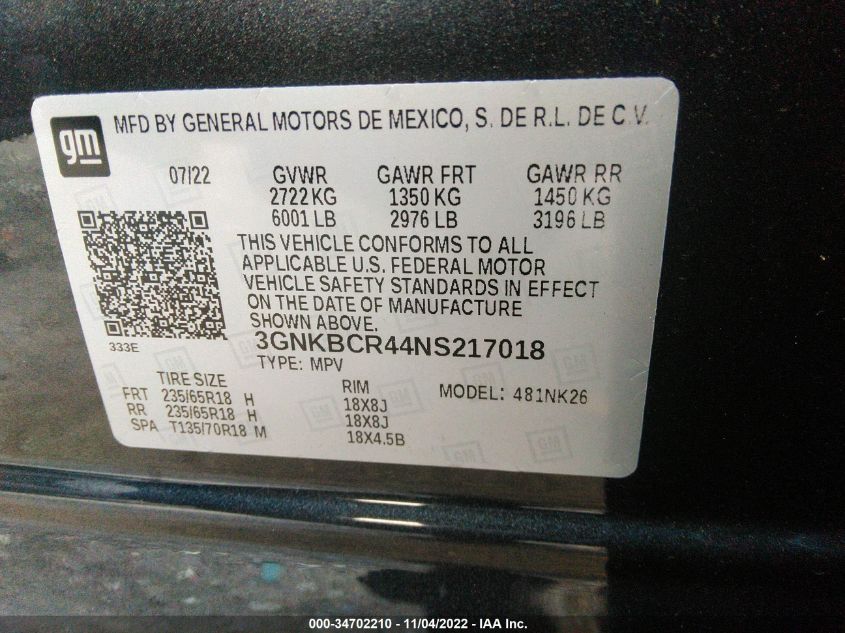 gm
MFD BY GENERAL MOTORS DE MEXICO, S. DE R.L. DE C.V.
07/22 GVWR GAWR FRT GAWR RR
2722 KG 1350 KG 1450 KG
6001 LB 2976 LB 3196 LB
THIS VEHICLE CONFORMS TO ALL
APPLICABLE U.S. FEDERAL MOTOR
VEHICLE SAFETY STANDARDS IN EFFECT
ON THE DATE OF MANUFACTURE
SHOWN ABOVE.
333E
3GNKBCR44NS217018
TYPE: MPV
TIRE SIZE RIM MODEL: 481NK26
FRT 235/65R18 H 18X8J
RR 235/65R18 H 18X8J
SPA T135/70R18 M 18X4.5B
000-34702210 - 11/04/2022 - IAA Inc.